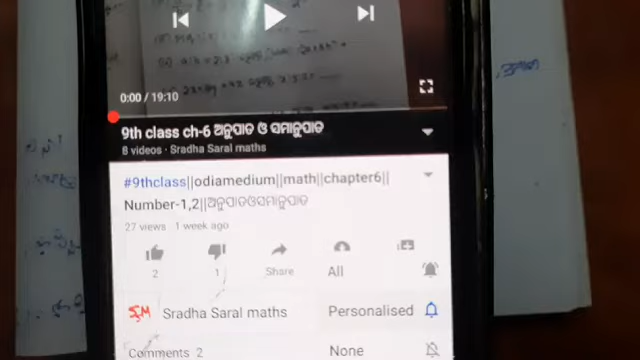 0:00 / 19:10
9th class ch-6 ଅନୁପାତ ଓ ସମାନୁପାତ
8 videos · Sradha Saral maths
#9thclass||odiamedium||math||chapter6||
Number-1,2||ଅନୁପାତଓସମାନୁପାତ
27 views · 1 week ago
2 1 Share All
SSM Sradha Saral maths Personalised
Comments 2 None